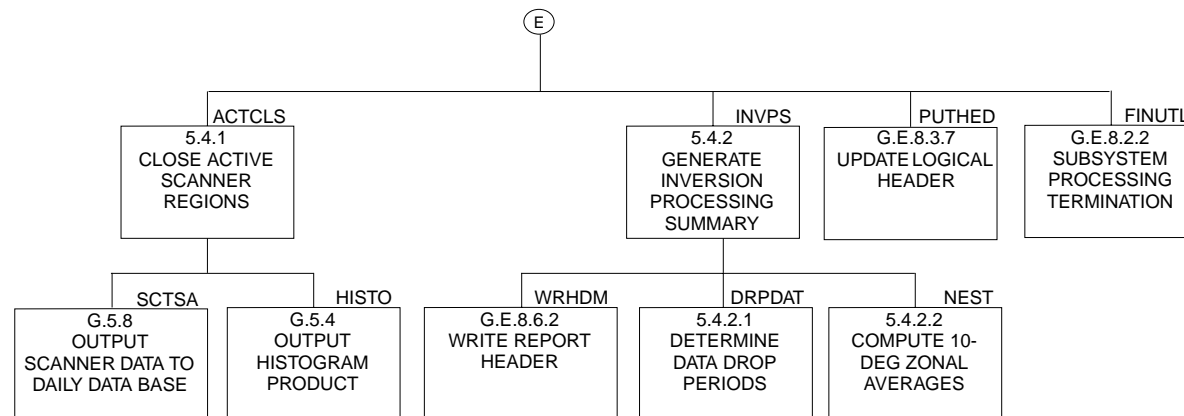 E
ACTCLS
5.4.1
CLOSE ACTIVE
SCANNER
REGIONS
INVPS
5.4.2
GENERATE
INVERSION
PROCESSING
SUMMARY
PUTHED
G.E.8.3.7
UPDATE LOGICAL
HEADER
FINUTL
G.E.8.2.2
SUBSYSTEM
PROCESSING
TERMINATION
SCTSA
G.5.8
OUTPUT
SCANNER DATA TO
DAILY DATA BASE
HISTO
G.5.4
OUTPUT
HISTOGRAM
PRODUCT
WRHDM
G.E.8.6.2
WRITE REPORT
HEADER
DRPDAT
5.4.2.1
DETERMINE
DATA DROP
PERIODS
NEST
5.4.2.2
COMPUTE 10-
DEG ZONAL
AVERAGES